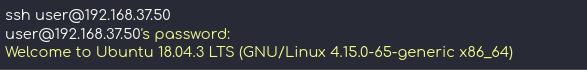 ssh user@192.168.37.50
user@192.168.37.50's password:
Welcome to Ubuntu 18.04.3 LTS (GNU/Linux 4.15.0-65-generic x86_64)